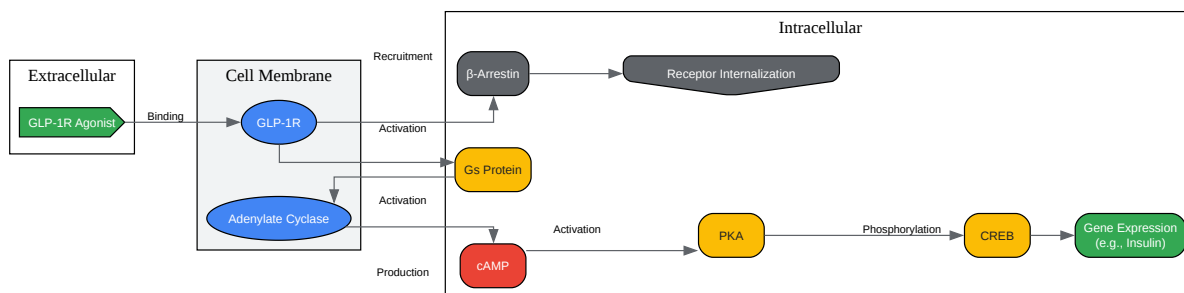 Intracellular
Recruitment
Extracellular
Cell Membrane
β-Arrestin
Receptor Internalization
GLP-1R Agonist
Binding
GLP-1R
Activation
Gs Protein
Activation
Adenylate Cyclase
Activation
PKA
Phosphorylation
CREB
Gene Expression
(e.g., Insulin)
cAMP
Production